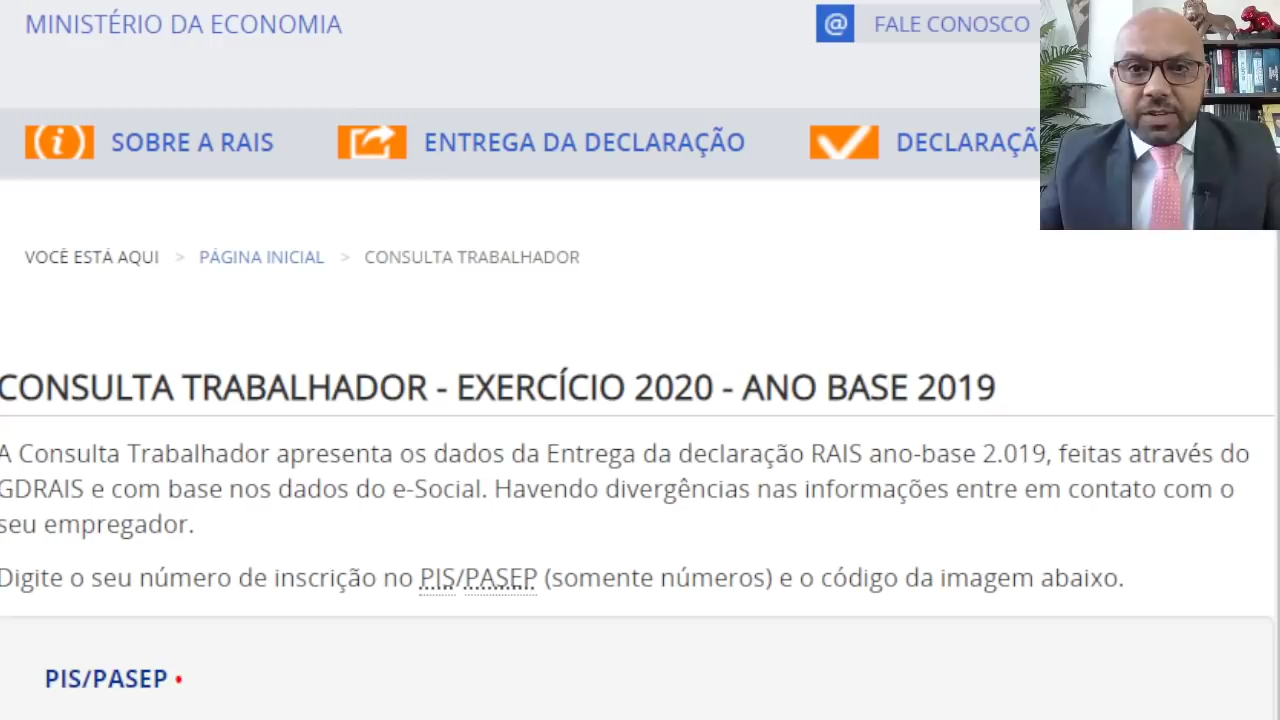 MINISTÉRIO DA ECONOMIA
@ FALE CONOSCO
SOBRE A RAIS
ENTREGA DA DECLARAÇÃO
DECLARAÇÃ
VOCÊ ESTÁ AQUI > PÁGINA INICIAL > CONSULTA TRABALHADOR
CONSULTA TRABALHADOR - EXERCÍCIO 2020 - ANO BASE 2019
A Consulta Trabalhador apresenta os dados da Entrega da declaração RAIS ano-base 2.019, feitas através do
GDRAIS e com base nos dados do e-Social. Havendo divergências nas informações entre em contato com o
seu empregador.
Digite o seu número de inscrição no PIS/PASEP (somente números) e o código da imagem abaixo.
PIS/PASEP •